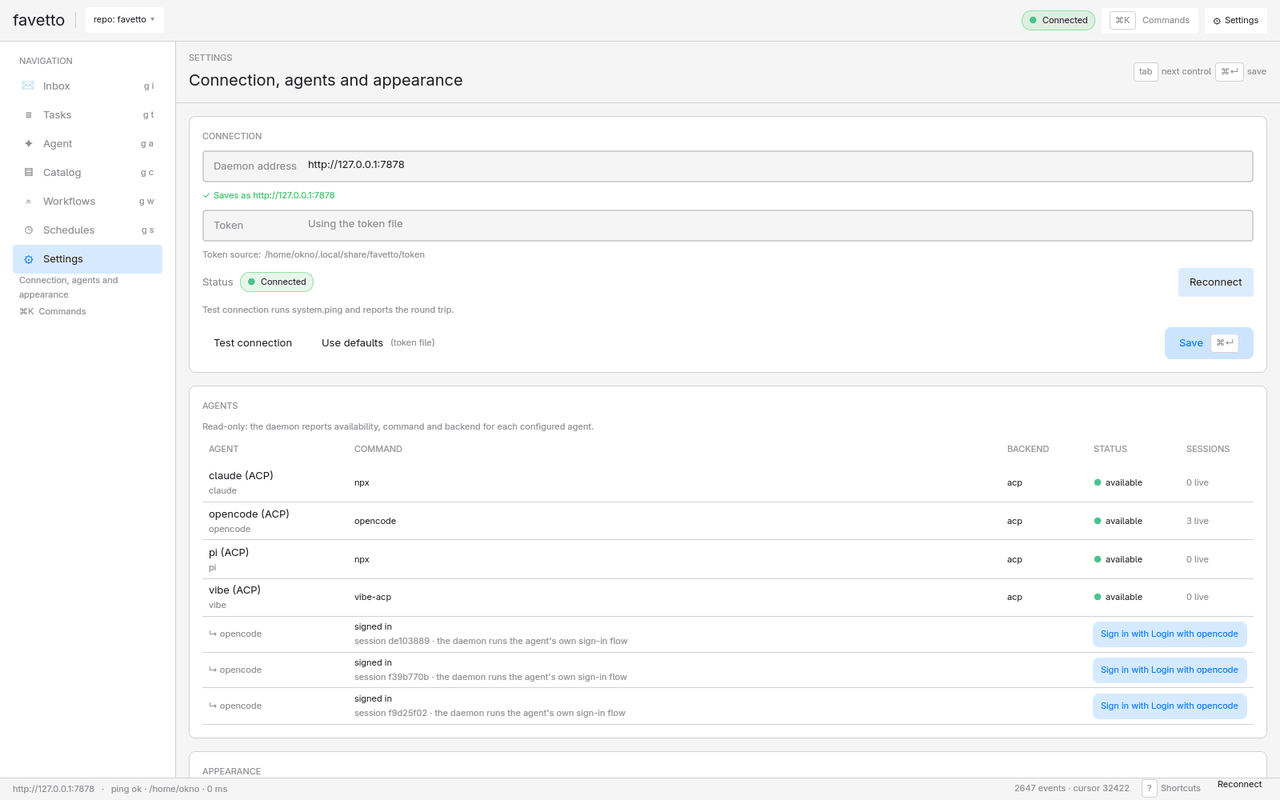 favetto
repo: favetto
Connected
⌘K Commands
Settings
NAVIGATION
Inbox g i
Tasks g t
Agent g a
Catalog g c
Workflows g w
Schedules g s
Settings
Connection, agents and
appearance
⌘K Commands
SETTINGS
Connection, agents and appearance
tab next control ⌘↵ save
CONNECTION
Daemon address http://127.0.0.1:7878
✓ Saves as http://127.0.0.1:7878
Token Using the token file
Token source: /home/okno/.local/share/favetto/token
Status Connected
Reconnect
Test connection runs system.ping and reports the round trip.
Test connection Use defaults (token file)
Save ⌘↵
AGENTS
Read-only: the daemon reports availability, command and backend for each configured agent.
AGENT COMMAND BACKEND STATUS SESSIONS
claude (ACP)
claude
npx acp available 0 live
opencode (ACP)
opencode
opencode acp available 3 live
pi (ACP)
pi
npx acp available 0 live
vibe (ACP)
vibe
vibe-acp acp available 0 live
↳ opencode
signed in
session de103889 · the daemon runs the agent's own sign-in flow
Sign in with Login with opencode
↳ opencode
signed in
session f39b770b · the daemon runs the agent's own sign-in flow
Sign in with Login with opencode
↳ opencode
signed in
session f9d25f02 · the daemon runs the agent's own sign-in flow
Sign in with Login with opencode
APPEARANCE
http://127.0.0.1:7878 · ping ok · /home/okno · 0 ms
2647 events · cursor 32422 ? Shortcuts Reconnect